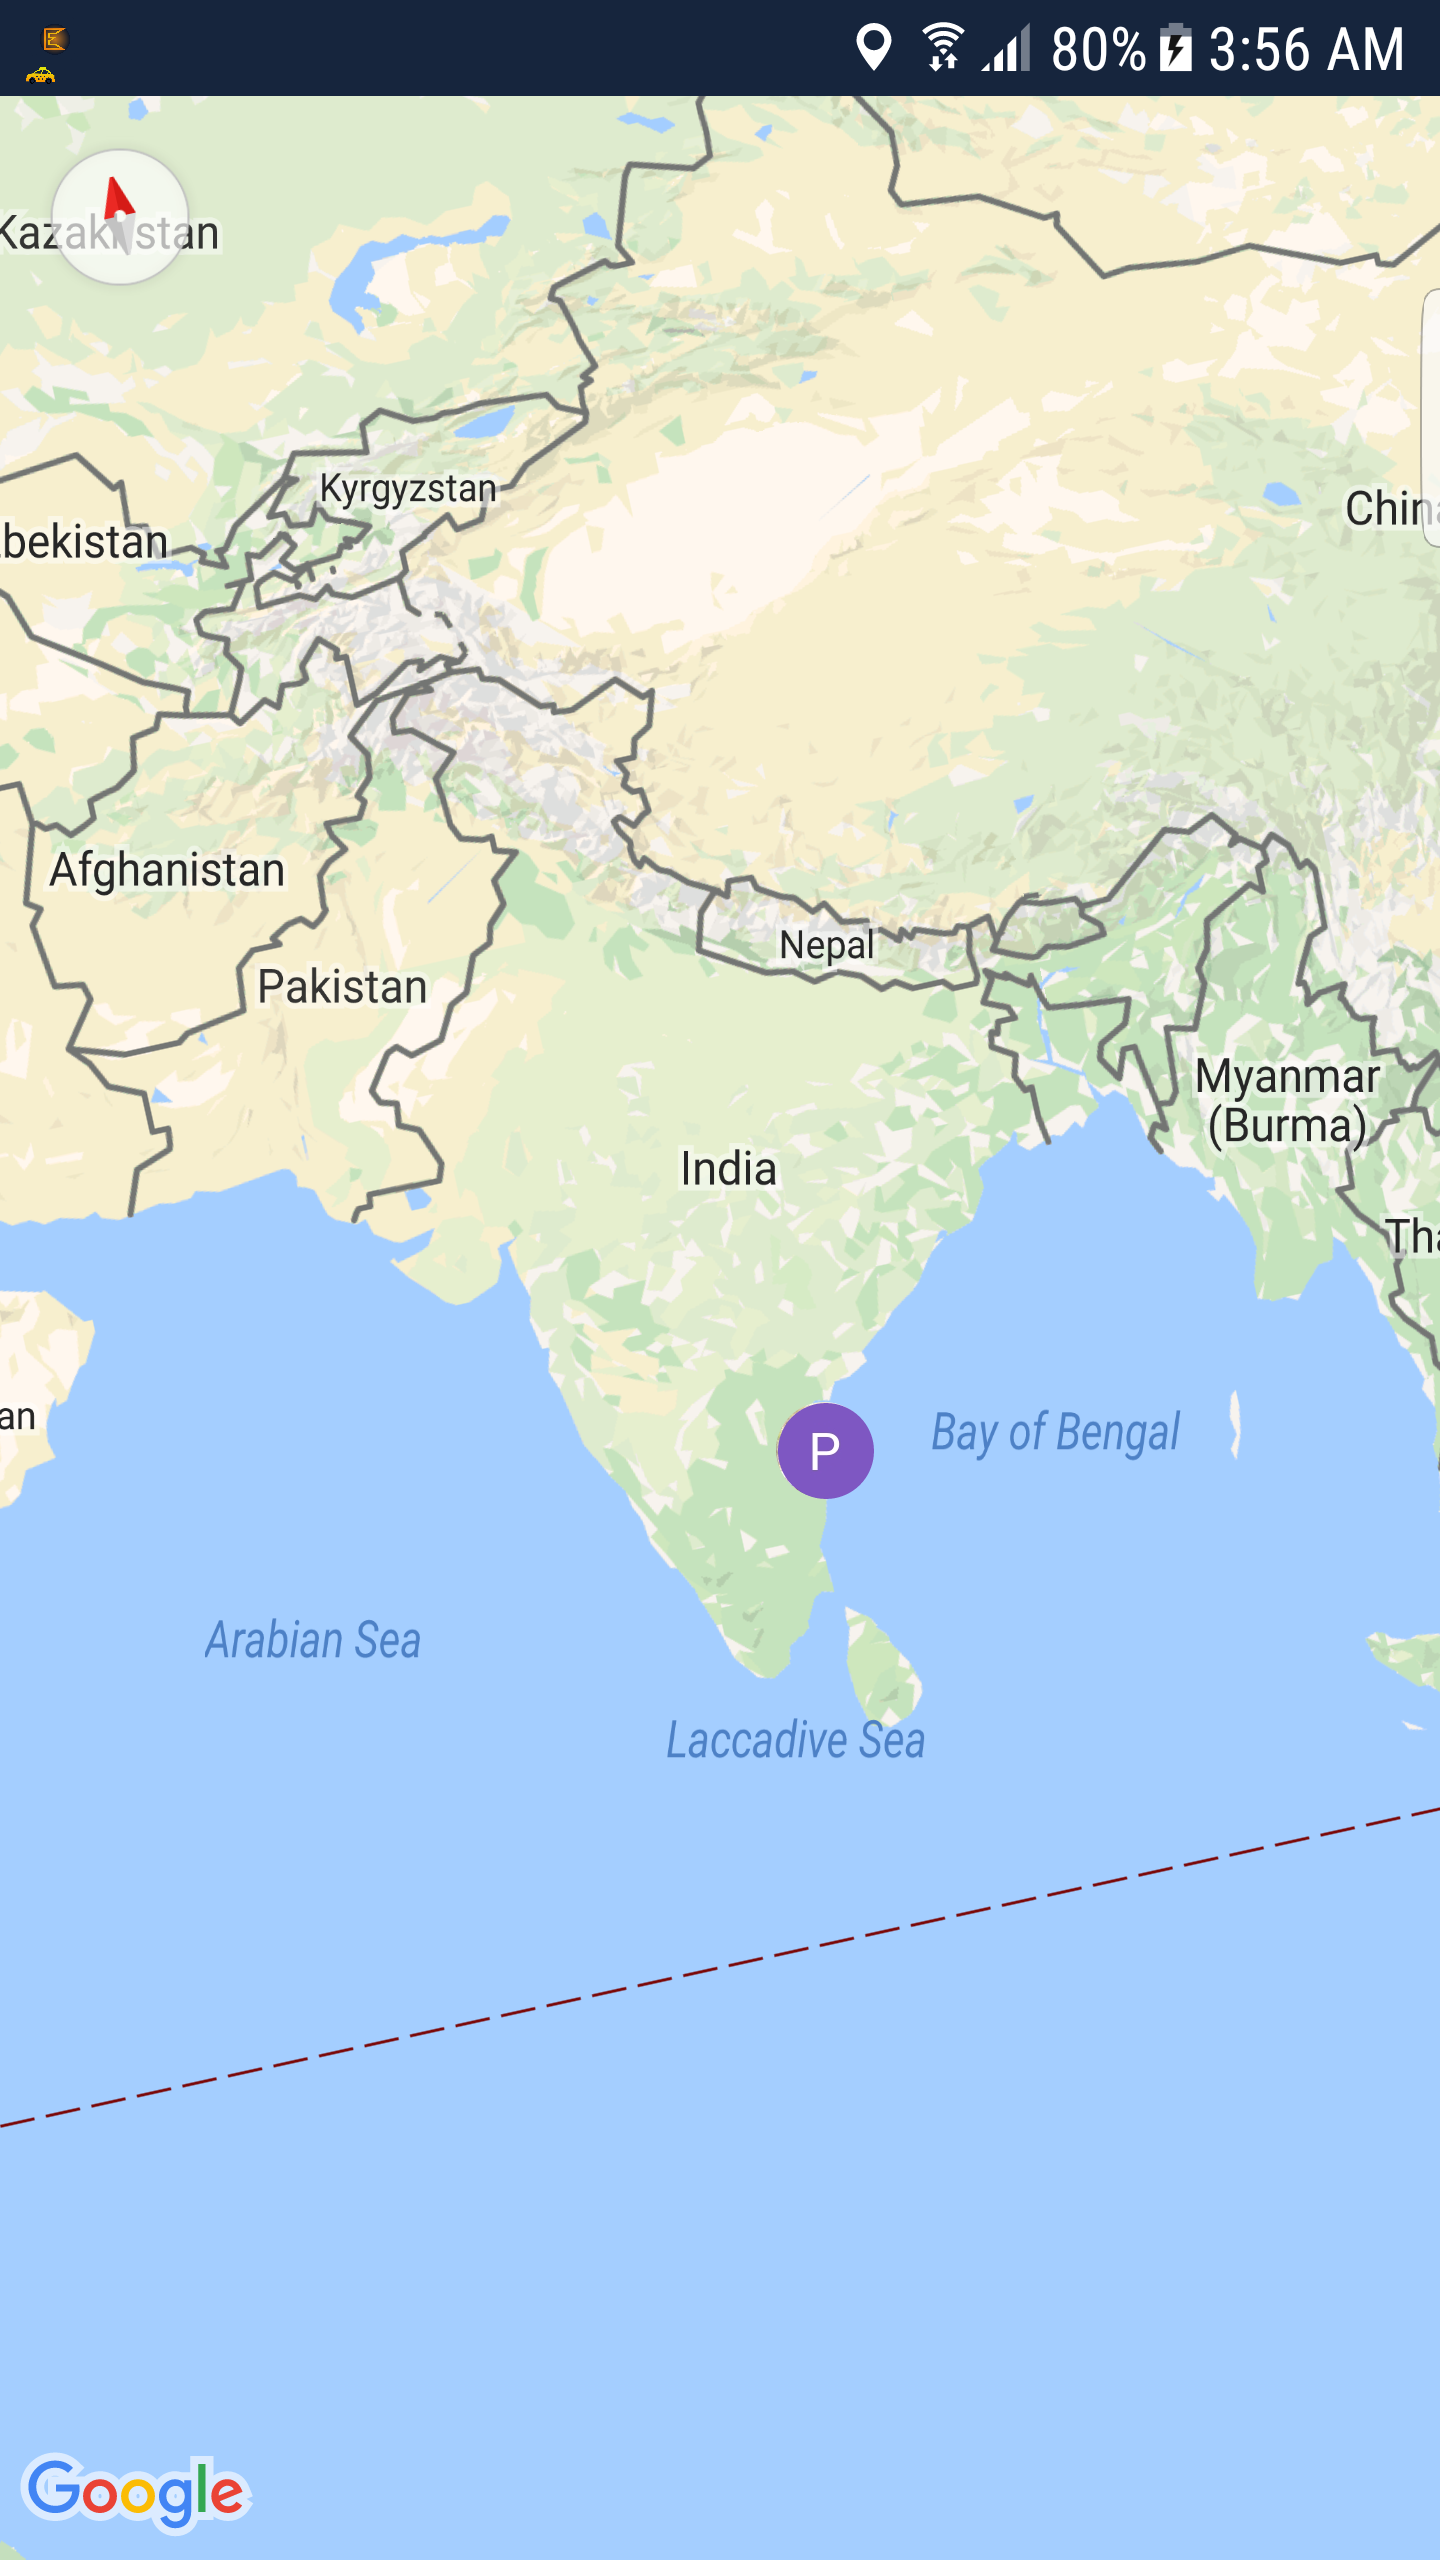 80% 3:56 AM
Kazakhstan
Kyrgyzstan
China
bekistan
Afghanistan
Nepal
Pakistan
Myanmar
(Burma)
India
Tha
an
P
Bay of Bengal
Arabian Sea
Laccadive Sea
Google